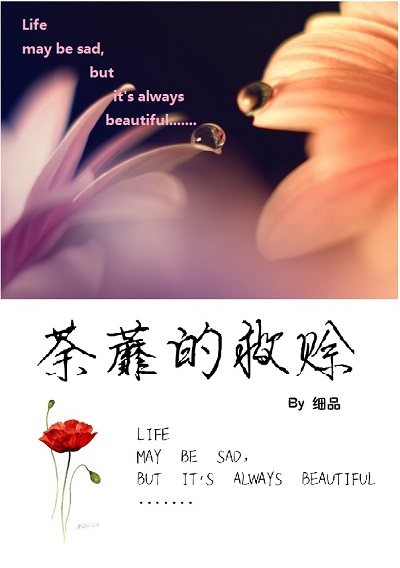 Life
may be sad,
but
it's always
beautiful.......
荼蘼的救赎
By 细品
LIFE
MAY BE SAD,
BUT IT'S ALWAYS BEAUTIFUL
.......